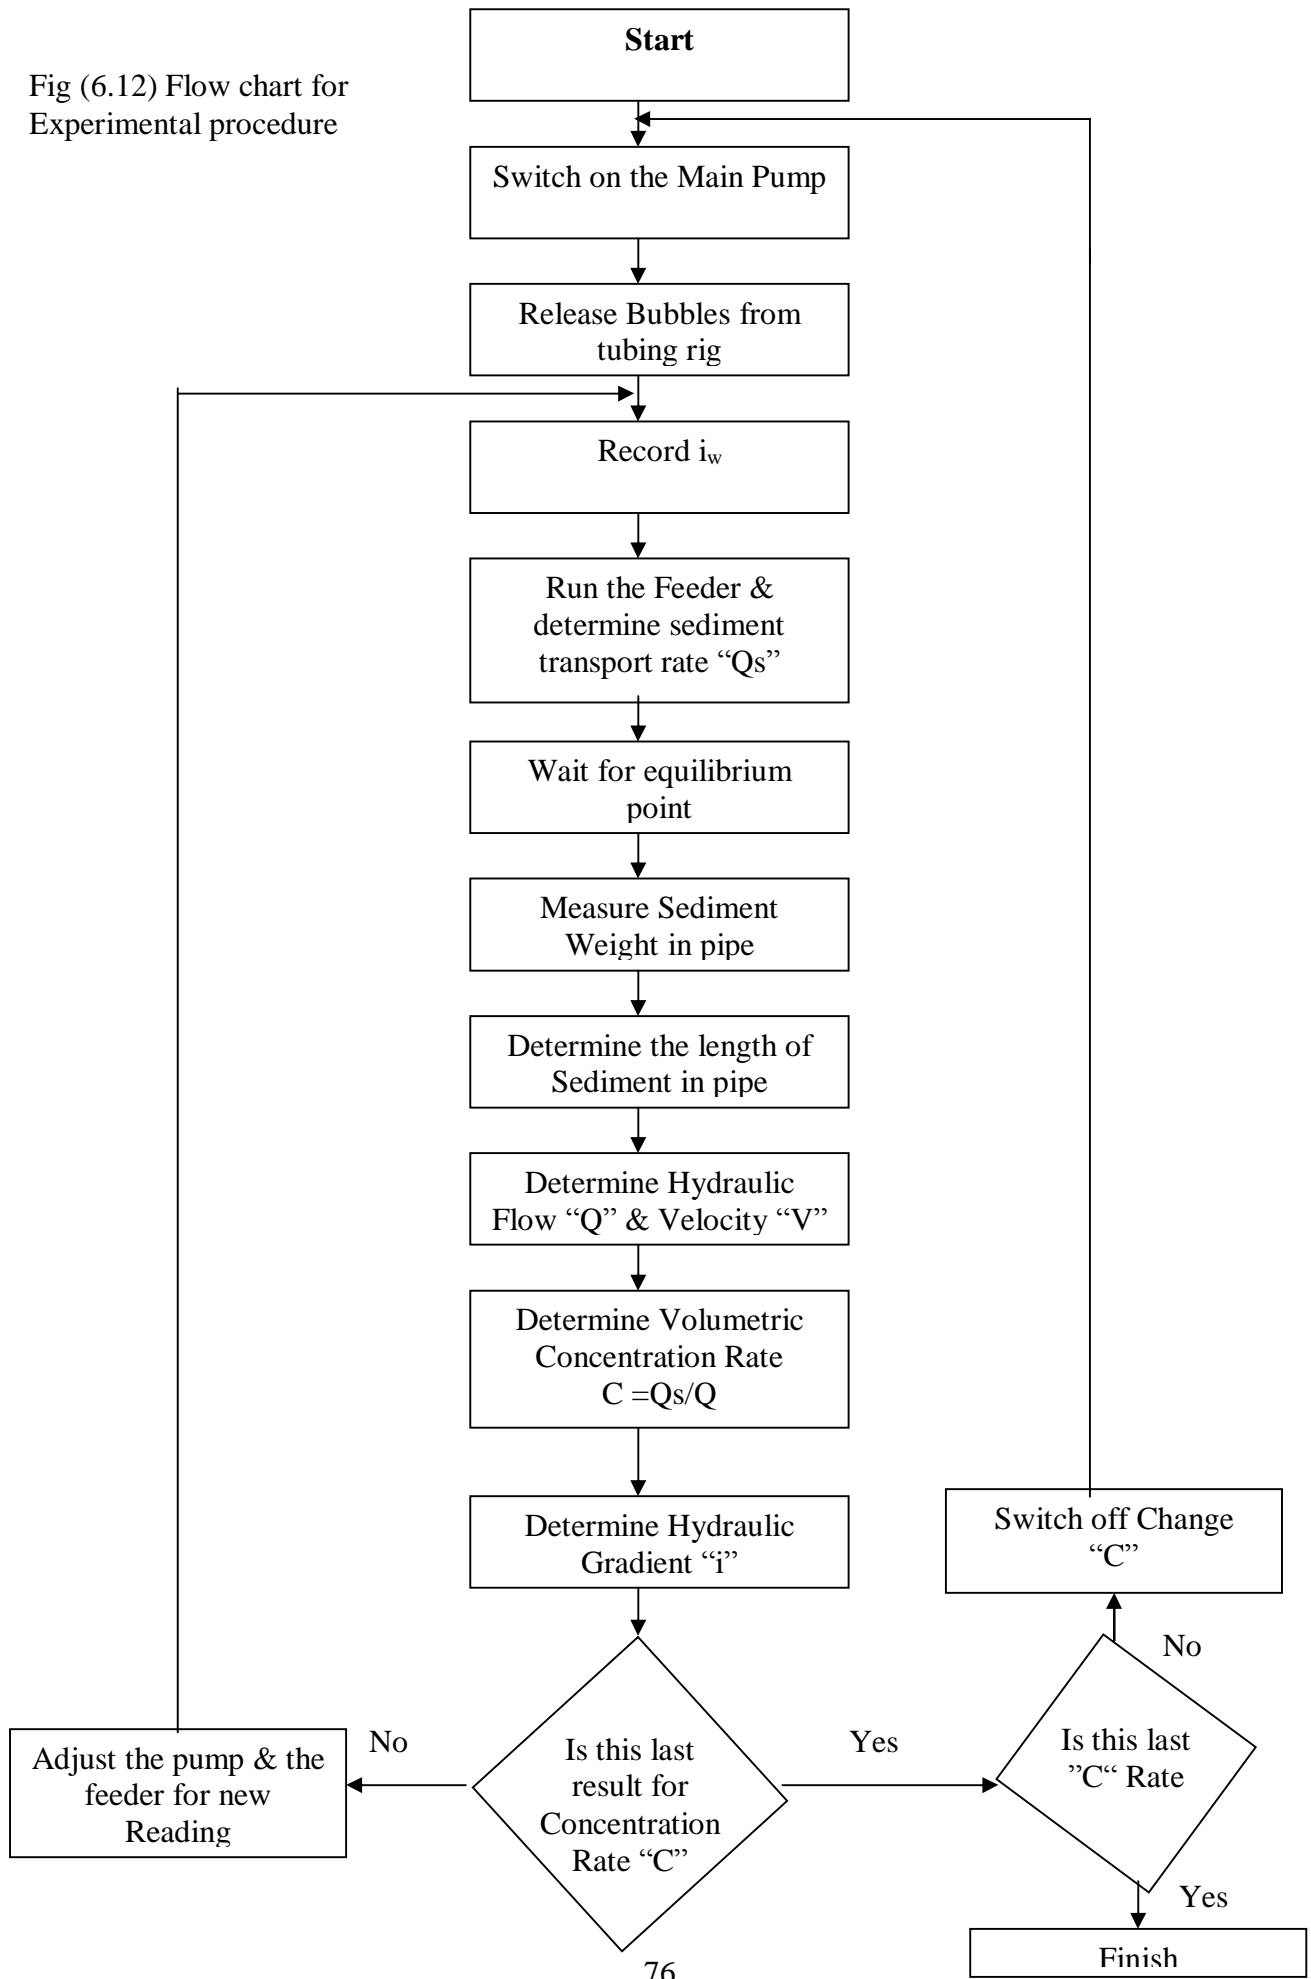 Start
Fig (6.12) Flow chart for
Experimental procedure
Switch on the Main Pump
Release Bubbles from
tubing rig
Record iw
Run the Feeder &
determine sediment
transport rate “Qs”
Wait for equilibrium
point
Measure Sediment
Weight in pipe
Determine the length of
Sediment in pipe
Determine Hydraulic
Flow “Q” & Velocity “V”
Determine Volumetric
Concentration Rate
C =Qs/Q
Determine Hydraulic
Gradient “i”
Switch off Change
“C”
No
Is this last
”C“ Rate
Yes
Finish
Yes
Is this last
result for
Concentration
Rate “C”
No
Adjust the pump & the
feeder for new
Reading
76